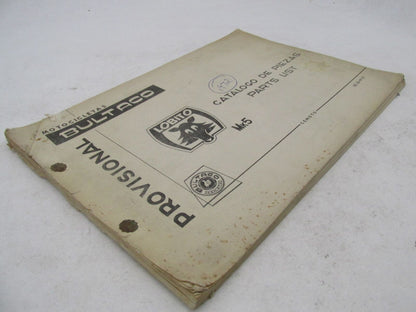 MOTOCICLETAS
BULTACO
PROVISIONAL
LOBITO
Mk5
CATALOGO DE PIEZAS
PARTS LIST
BULTACO